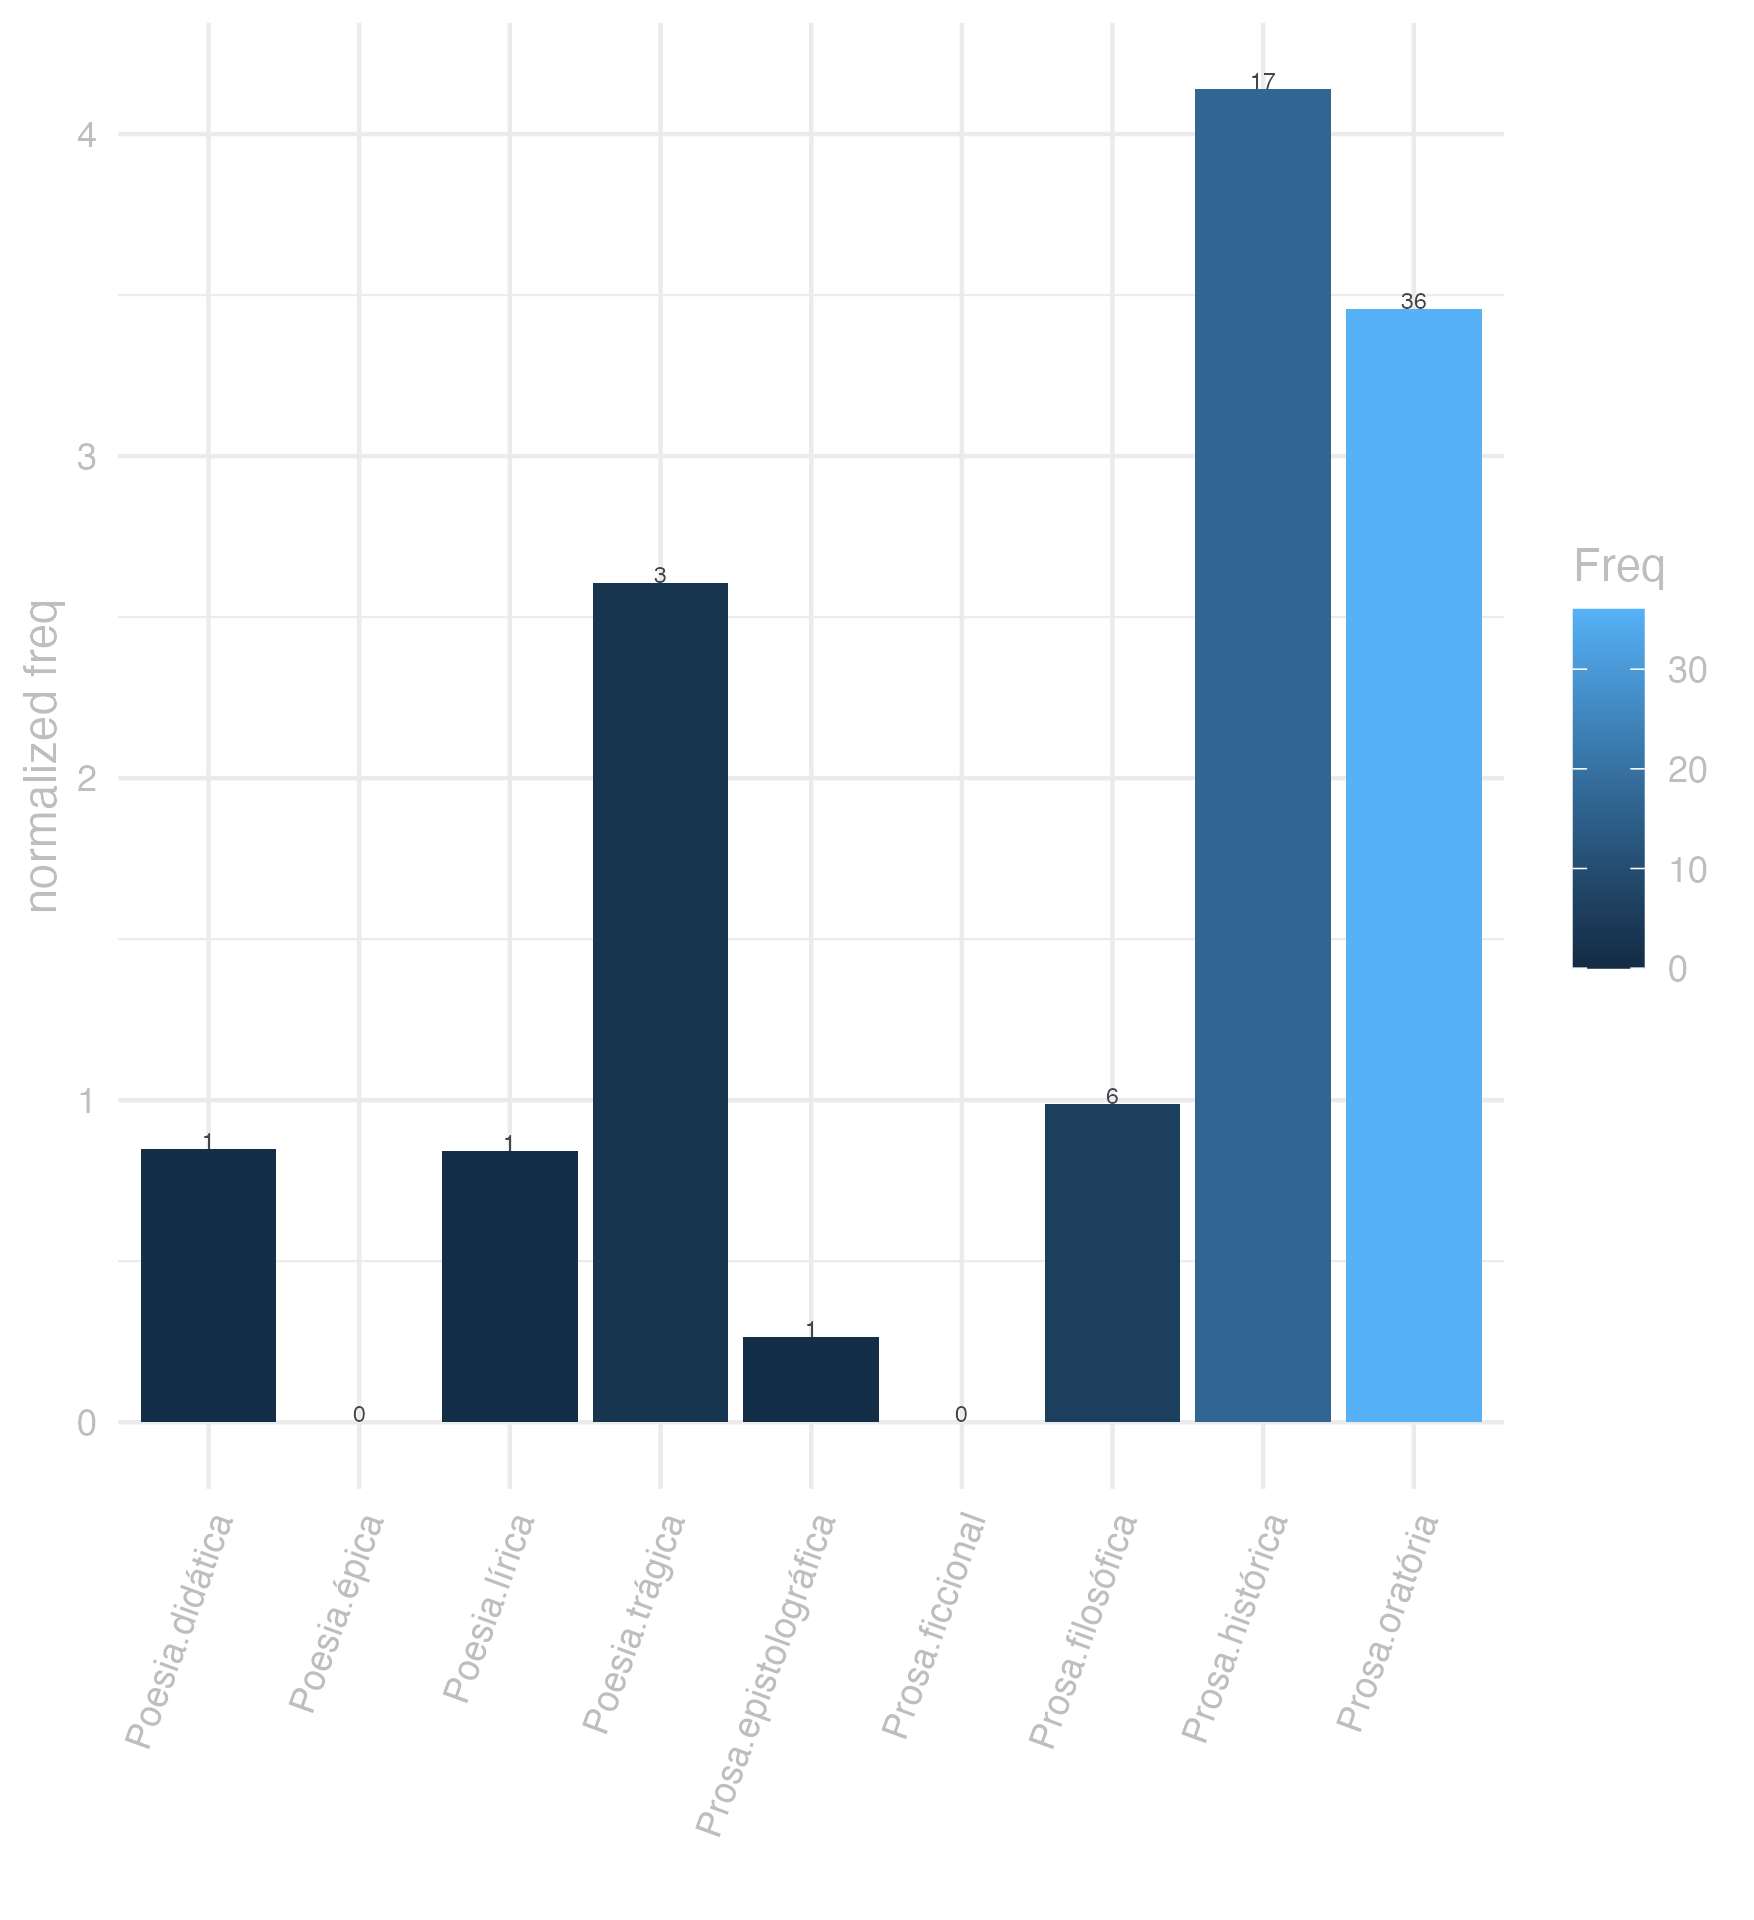 17
4
36
3
3
2
6
1
1
1
1
0
0
0
normalized freq
Freq
30
20
10
0
Poesia.didática
Poesia.épica
Poesia.lírica
Poesia.trágica
Prosa.epistolográfica
Prosa.ficcional
Prosa.filosófica
Prosa.histórica
Prosa.oratória